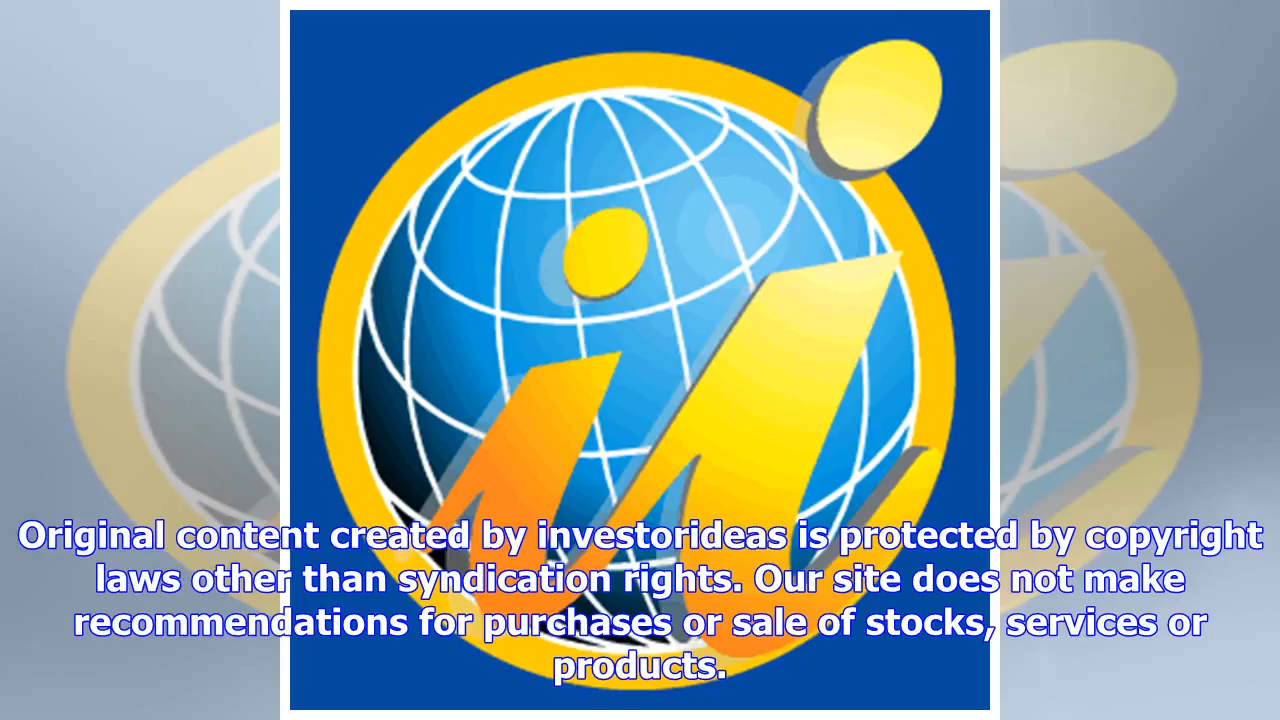 Original content created by investorideas is protected by copyright
laws other than syndication rights. Our site does not make
recommendations for purchases or sale of stocks, services or
products.